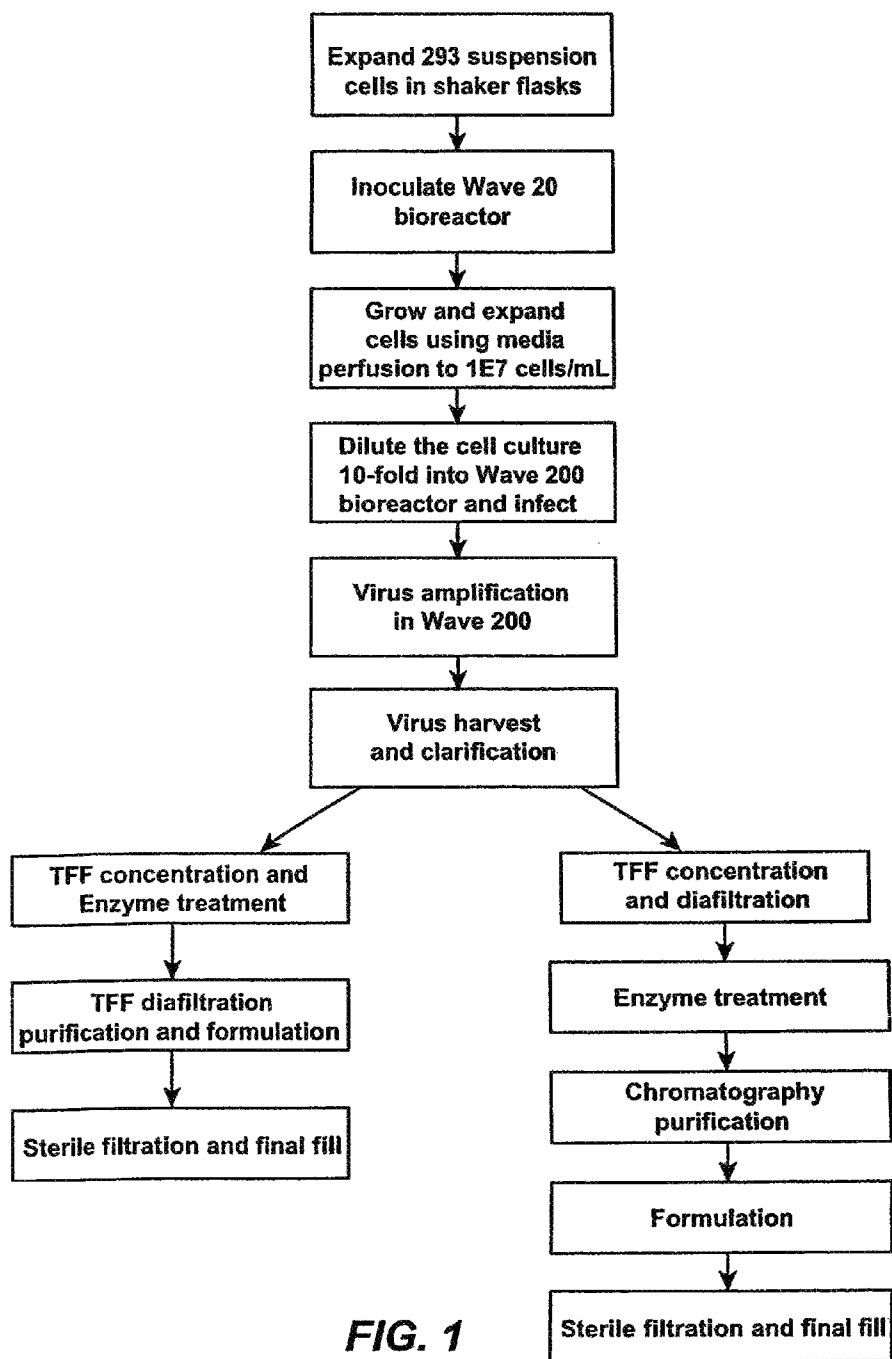 Expand 293 suspension
cells in shaker flasks
Inoculate Wave 20
bioreactor
Grow and expand
cells using media
perfusion to 1E7 cells/mL
Dilute the cell culture
10-fold into Wave 200
bioreactor and infect
Virus amplification
in Wave 200
Virus harvest
and clarification
TFF concentration and
Enzyme treatment
TFF diafiltration
purification and formulation
Sterile filtration and final fill
TFF concentration
and diafiltration
Enzyme treatment
Chromatography
purification
Formulation
Sterile filtration and final fill
FIG. 1